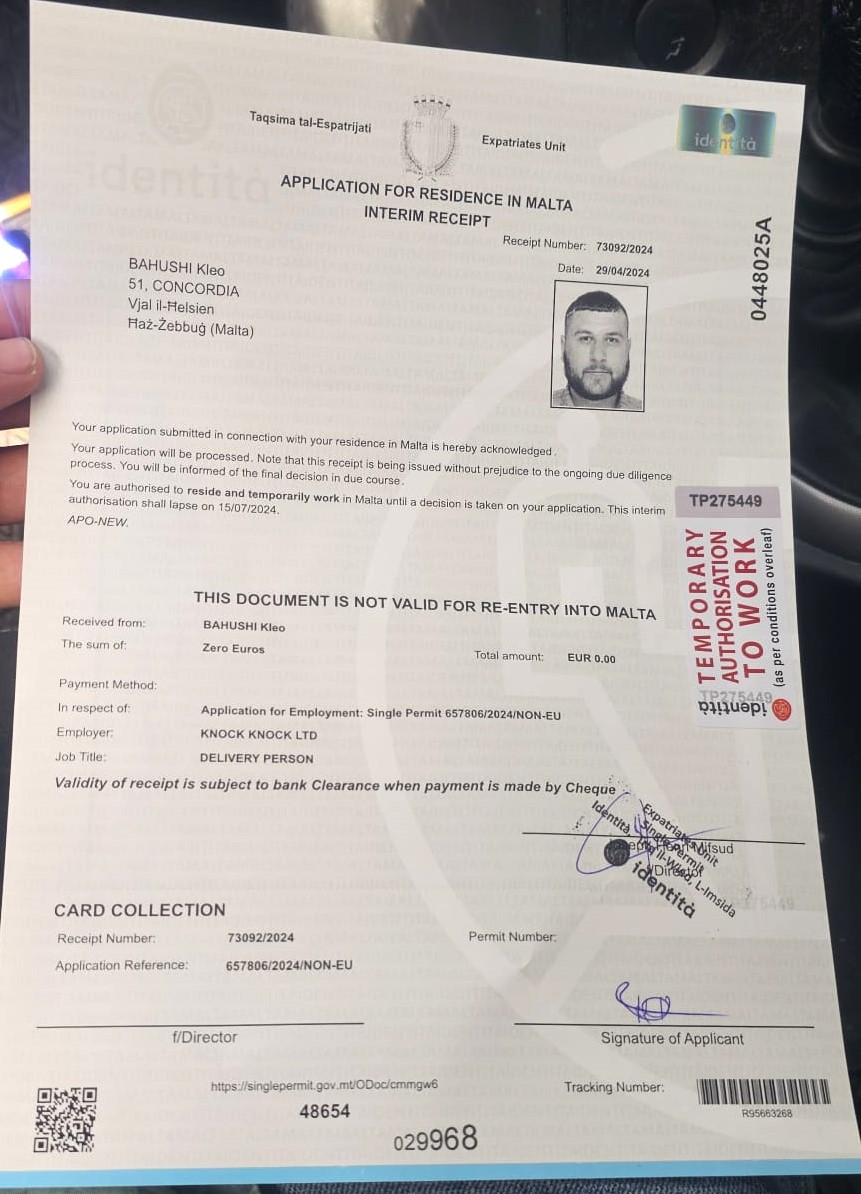 Taqsima tal-Espatrijati
Expatriates Unit
identità
identità
APPLICATION FOR RESIDENCE IN MALTA
INTERIM RECEIPT
Receipt Number: 73092/2024
Date: 29/04/2024
0448025A
BAHUSHI Kleo
51, CONCORDIA
Vjal il-Ħelsien
Ħaż-Żebbuġ (Malta)
Your application submitted in connection with your residence in Malta is hereby acknowledged.
Your application will be processed. Note that this receipt is being issued without prejudice to the ongoing due diligence
process. You will be informed of the final decision in due course.
You are authorised to reside and temporarily work in Malta until a decision is taken on your application. This interim
authorisation shall lapse on 15/07/2024.
APO-NEW.
TP275449
TEMPORARY
AUTHORISATION
TO WORK
(as per conditions overleaf)
TP275449
identità
THIS DOCUMENT IS NOT VALID FOR RE-ENTRY INTO MALTA
Received from: BAHUSHI Kleo
The sum of: Zero Euros Total amount: EUR 0.00
Payment Method:
In respect of: Application for Employment: Single Permit 657806/2024/NON-EU
Employer: KNOCK KNOCK LTD
Job Title: DELIVERY PERSON
Validity of receipt is subject to bank Clearance when payment is made by Cheque
Mifsud
Director
Expatriates Unit
Single Permit
Identità, L-Imsida
identità
CARD COLLECTION
Receipt Number: 73092/2024 Permit Number:
Application Reference: 657806/2024/NON-EU
f/Director
Signature of Applicant
https://singlepermit.gov.mt/ODoc/cmmgw6
48654
Tracking Number:
R95663268
029968